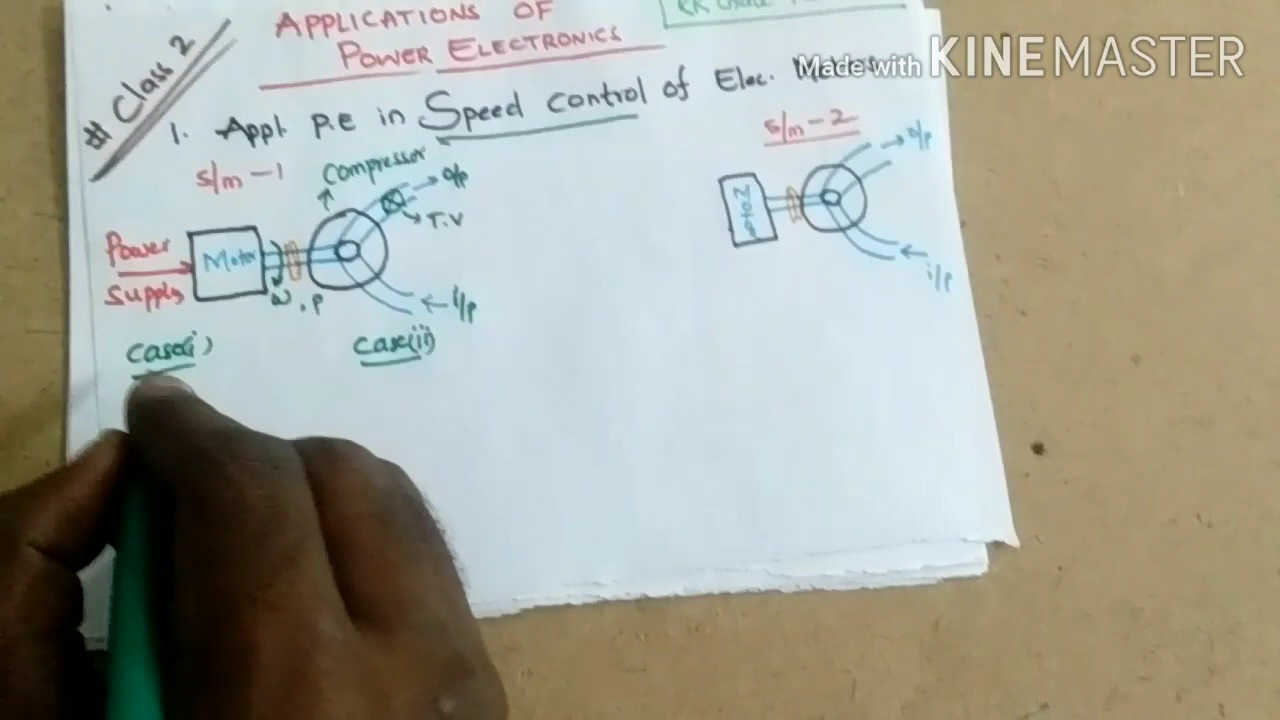 # Class 2
APPLICATIONS OF
POWER ELECTRONICS
1. Appl. P.e in Speed control of Elec.
Made with KINEMASTER
S/m - 1
Compressor
o/p
T.V
Power
Supply
Motor
N, P
i/p
Case(i)
Case(ii)
S/m - 2
o/p
Motor
i/p